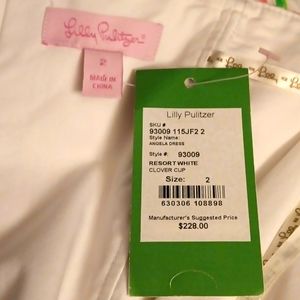 Lilly Pulitzer
2
MADE IN
CHINA
Lilly Pulitzer
SKU #
93009 115JF2 2
Style Name:
ANGELA DRESS
Style #: 93009
RESORT WHITE
CLOVER CUP
Size: 2
630306 108898
Manufacturer's Suggested Price
$228.00